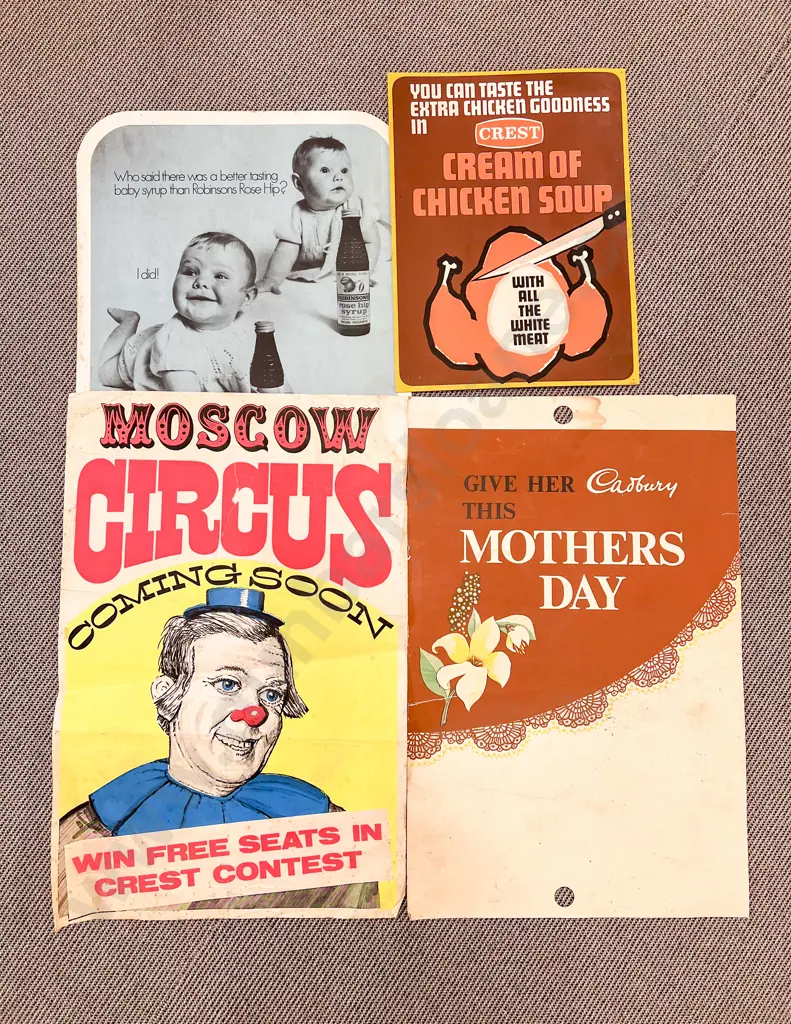 Who said there was a better tasting
baby syrup than Robinsons Rose Hip?
I did!
ROBINSONS
rose hip
syrup
YOU CAN TASTE THE
EXTRA CHICKEN GOODNESS
IN
CREST
CREAM OF
CHICKEN SOUP
WITH
ALL
THE
WHITE
MEAT
MOSCOW
CIRCUS
COMING SOON
WIN FREE SEATS IN
CREST CONTEST
GIVE HER Cadbury
THIS
MOTHERS
DAY